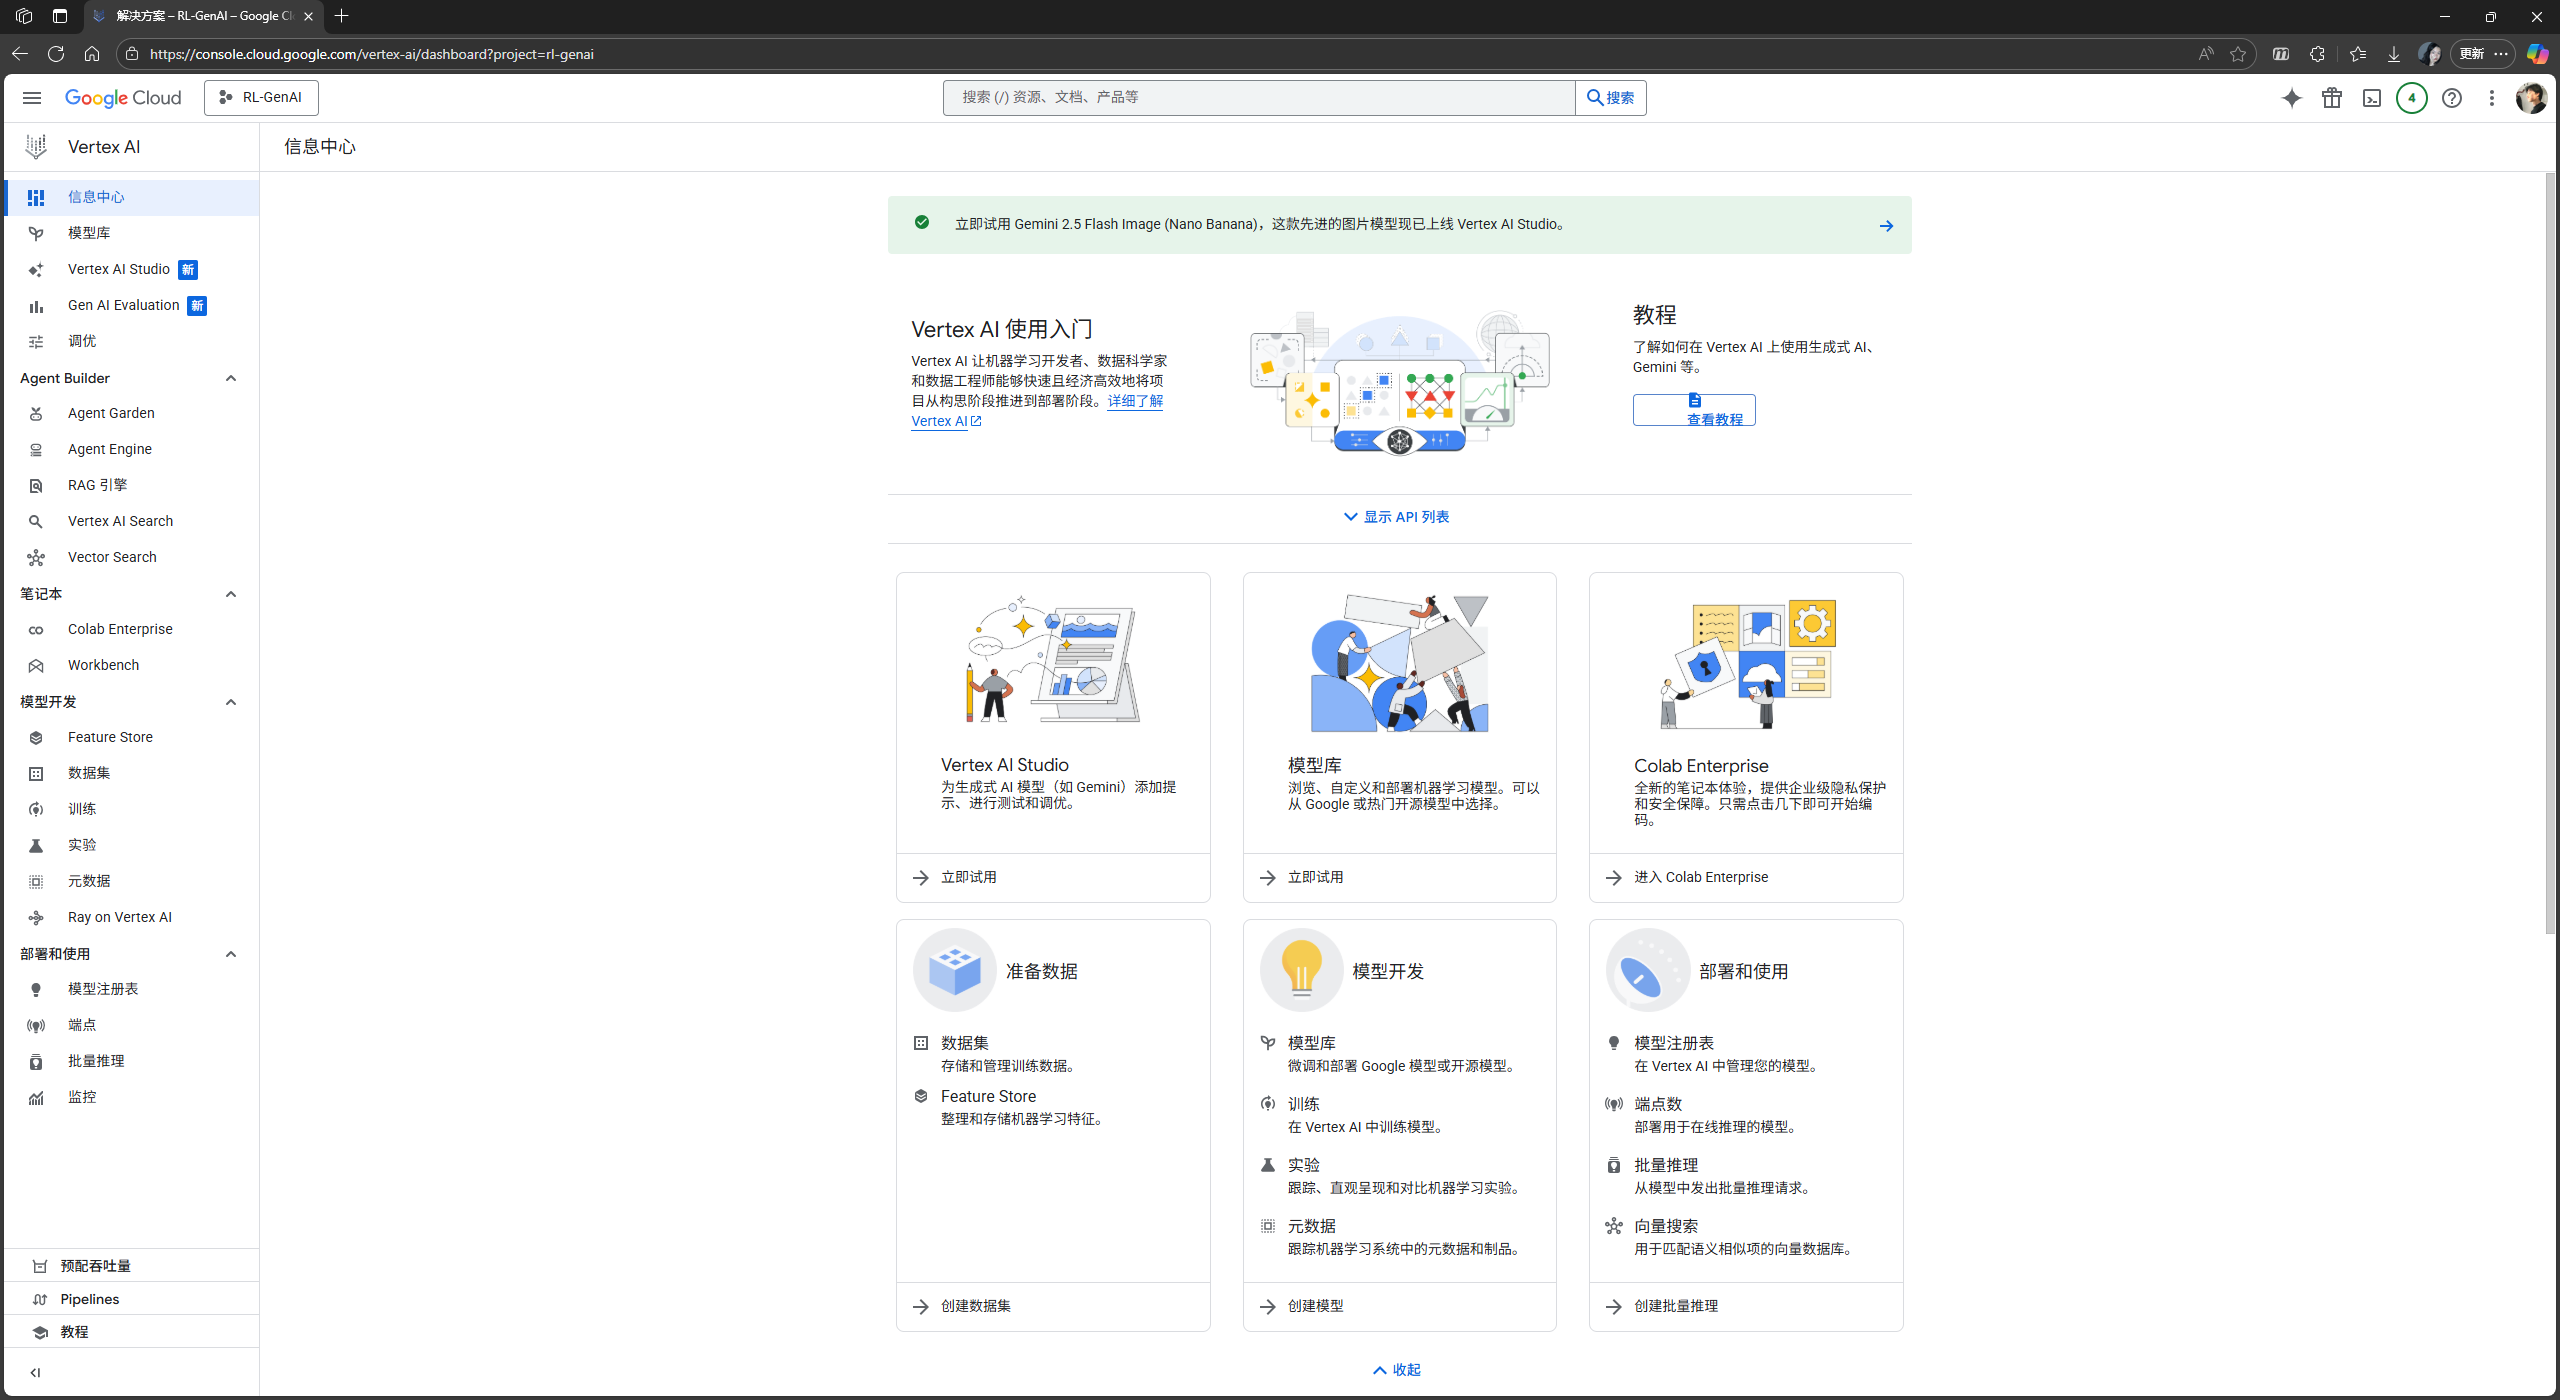 解决方案 – RL-GenAI – Google Cl
https://console.cloud.google.com/vertex-ai/dashboard?project=rl-genai
更新
Google Cloud
RL-GenAI
搜索 (/) 资源、文档、产品等
搜索
4
Vertex AI
信息中心
信息中心
模型库
Vertex AI Studio 新
Gen AI Evaluation 新
调优
Agent Builder
Agent Garden
Agent Engine
RAG 引擎
Vertex AI Search
Vector Search
笔记本
Colab Enterprise
Workbench
模型开发
Feature Store
数据集
训练
实验
元数据
Ray on Vertex AI
部署和使用
模型注册表
端点
批量推理
监控
预配吞吐量
Pipelines
教程
立即试用 Gemini 2.5 Flash Image (Nano Banana)，这款先进的图片模型现已上线 Vertex AI Studio。
Vertex AI 使用入门
Vertex AI 让机器学习开发者、数据科学家
和数据工程师能够快速且经济高效地将项
目从构思阶段推进到部署阶段。详细了解
Vertex AI
教程
了解如何在 Vertex AI 上使用生成式 AI、
Gemini 等。
查看教程
显示 API 列表
Vertex AI Studio
为生成式 AI 模型（如 Gemini）添加提
示、进行测试和调优。
立即试用
模型库
浏览、自定义和部署机器学习模型。可以
从 Google 或热门开源模型中选择。
立即试用
Colab Enterprise
全新的笔记本体验，提供企业级隐私保护
和安全保障。只需点击几下即可开始编
码。
进入 Colab Enterprise
准备数据
数据集
存储和管理训练数据。
Feature Store
整理和存储机器学习特征。
创建数据集
模型开发
模型库
微调和部署 Google 模型或开源模型。
训练
在 Vertex AI 中训练模型。
实验
跟踪、直观呈现和对比机器学习实验。
元数据
跟踪机器学习系统中的元数据和制品。
创建模型
部署和使用
模型注册表
在 Vertex AI 中管理您的模型。
端点数
部署用于在线推理的模型。
批量推理
从模型中发出批量推理请求。
向量搜索
用于匹配语义相似项的向量数据库。
创建批量推理
收起